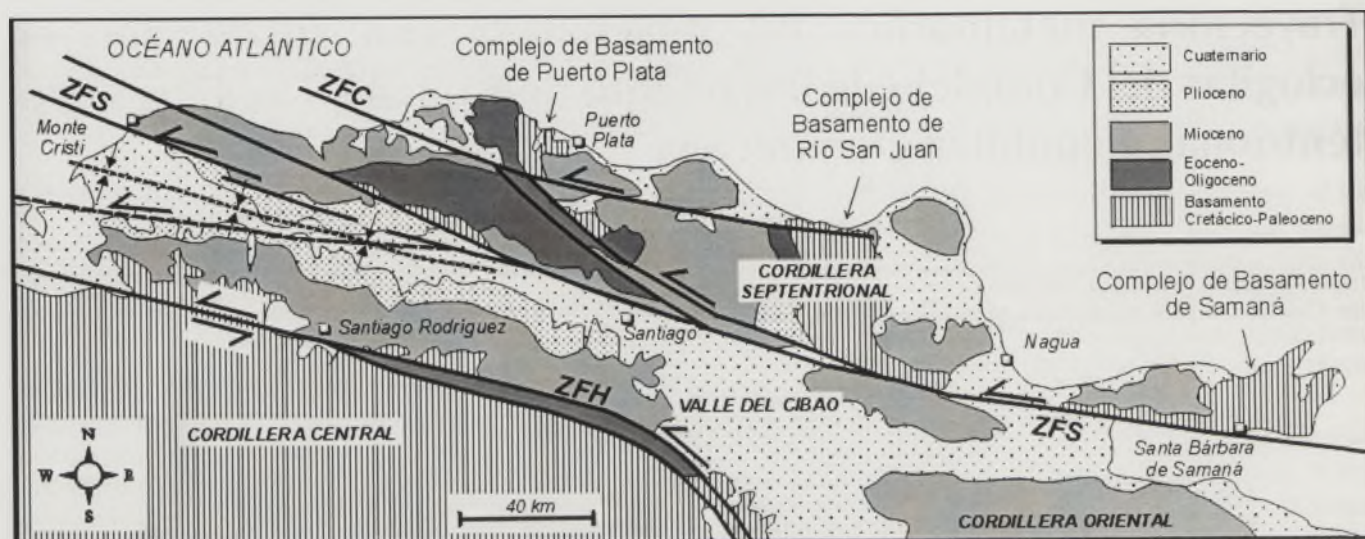 OCÉANO ATLÁNTICO
Complejo de Basamento
de Puerto Plata
ZFS
ZFC
Monte
Cristi
Puerto
Plata
Complejo de
Basamento de
Río San Juan
Cuaternario
Plioceno
Mioceno
Eoceno-
Oligoceno
Basamento
Cretácico-Paleoceno
CORDILLERA
SEPTENTRIONAL
Complejo de Basamento
de Samaná
Santiago Rodríguez
Santiago
Nagua
ZFH
VALLE DEL CIBAO
ZFS
CORDILLERA CENTRAL
Santa Bárbara
de Samaná
N
W
E
S
40 km
CORDILLERA ORIENTAL